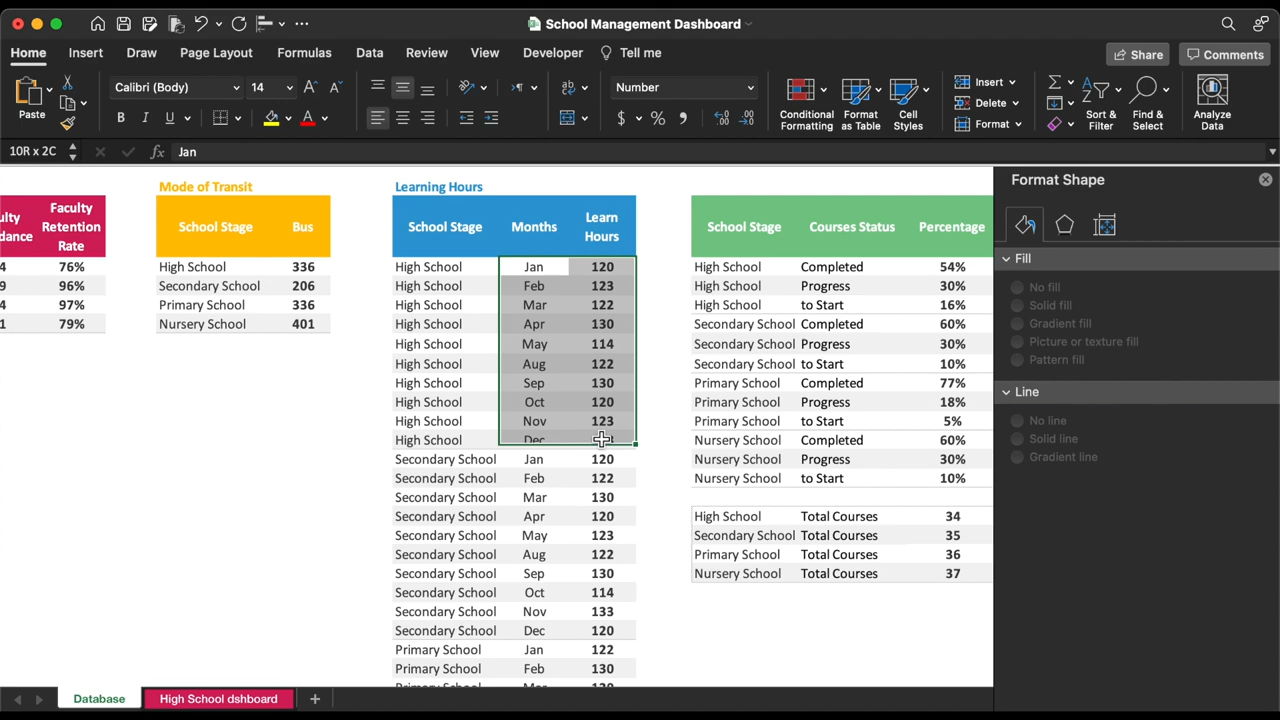 School Management Dashboard
Home Insert Draw Page Layout Formulas Data Review View Developer Tell me Share Comments
Paste Calibri (Body) 14 Number Conditional Formatting Format as Table Cell Styles Insert Delete Format Sort & Filter Find & Select Analyze Data
B I U A $ %
10R x 2C fx Jan
Mode of Transit Learning Hours
Faculty Retention Rate School Stage Bus School Stage Months Learn Hours School Stage Courses Status Percentage
4 76% High School 336 High School Jan 120 High School Completed 54%
9 96% Secondary School 206 High School Feb 123 High School Progress 30%
4 97% Primary School 336 High School Mar 122 High School to Start 16%
1 79% Nursery School 401 High School Apr 130 Secondary School Completed 60%
High School May 114 Secondary School Progress 30%
High School Aug 122 Secondary School to Start 10%
High School Sep 130 Primary School Completed 77%
High School Oct 120 Primary School Progress 18%
High School Nov 123 Primary School to Start 5%
High School Dec Nursery School Completed 60%
Secondary School Jan 120 Nursery School Progress 30%
Secondary School Feb 122 Nursery School to Start 10%
Secondary School Mar 130
Secondary School Apr 120 High School Total Courses 34
Secondary School May 123 Secondary School Total Courses 35
Secondary School Aug 122 Primary School Total Courses 36
Secondary School Sep 130 Nursery School Total Courses 37
Secondary School Oct 114
Secondary School Nov 133
Secondary School Dec 120
Primary School Jan 122
Primary School Feb 130
Format Shape
Fill
No fill
Solid fill
Gradient fill
Picture or texture fill
Pattern fill
Line
No line
Solid line
Gradient line
Database High School dshboard +